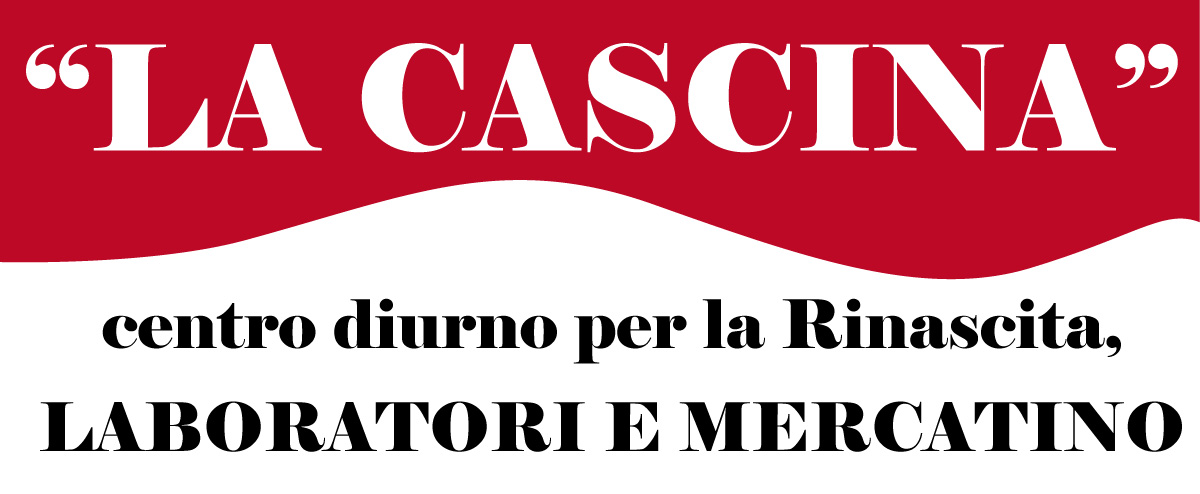 “LA CASCINA”
centro diurno per la Rinascita,
LABORATORI E MERCATINO